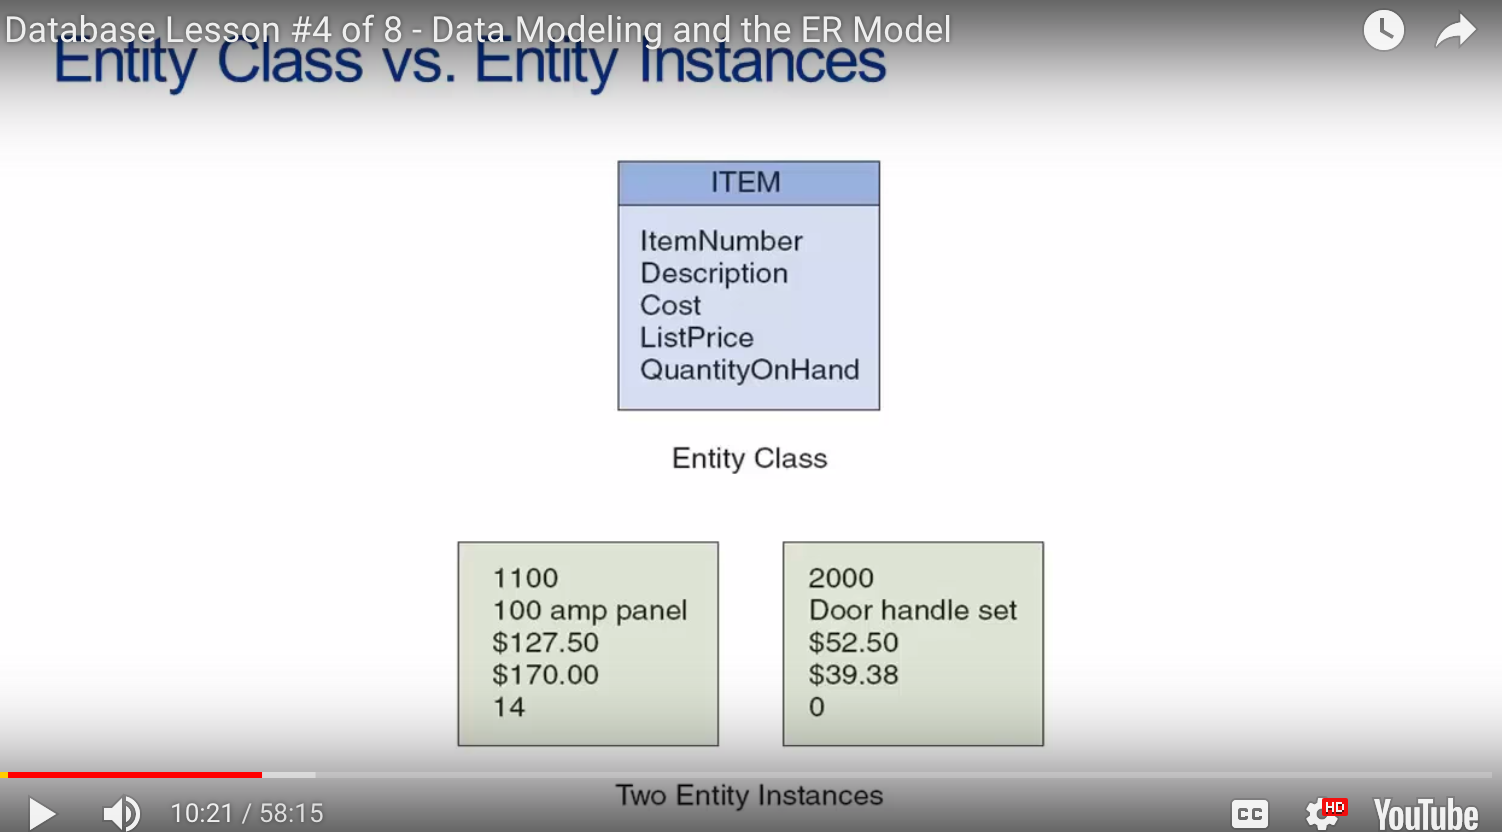 Database Lesson #4 of 8 - Data Modeling and the ER Model
Entity Class vs. Entity Instances
ITEM
ItemNumber
Description
Cost
ListPrice
QuantityOnHand
Entity Class
1100
100 amp panel
$127.50
$170.00
14
2000
Door handle set
$52.50
$39.38
0
Two Entity Instances
10:21 / 58:15
CC
HD
YouTube